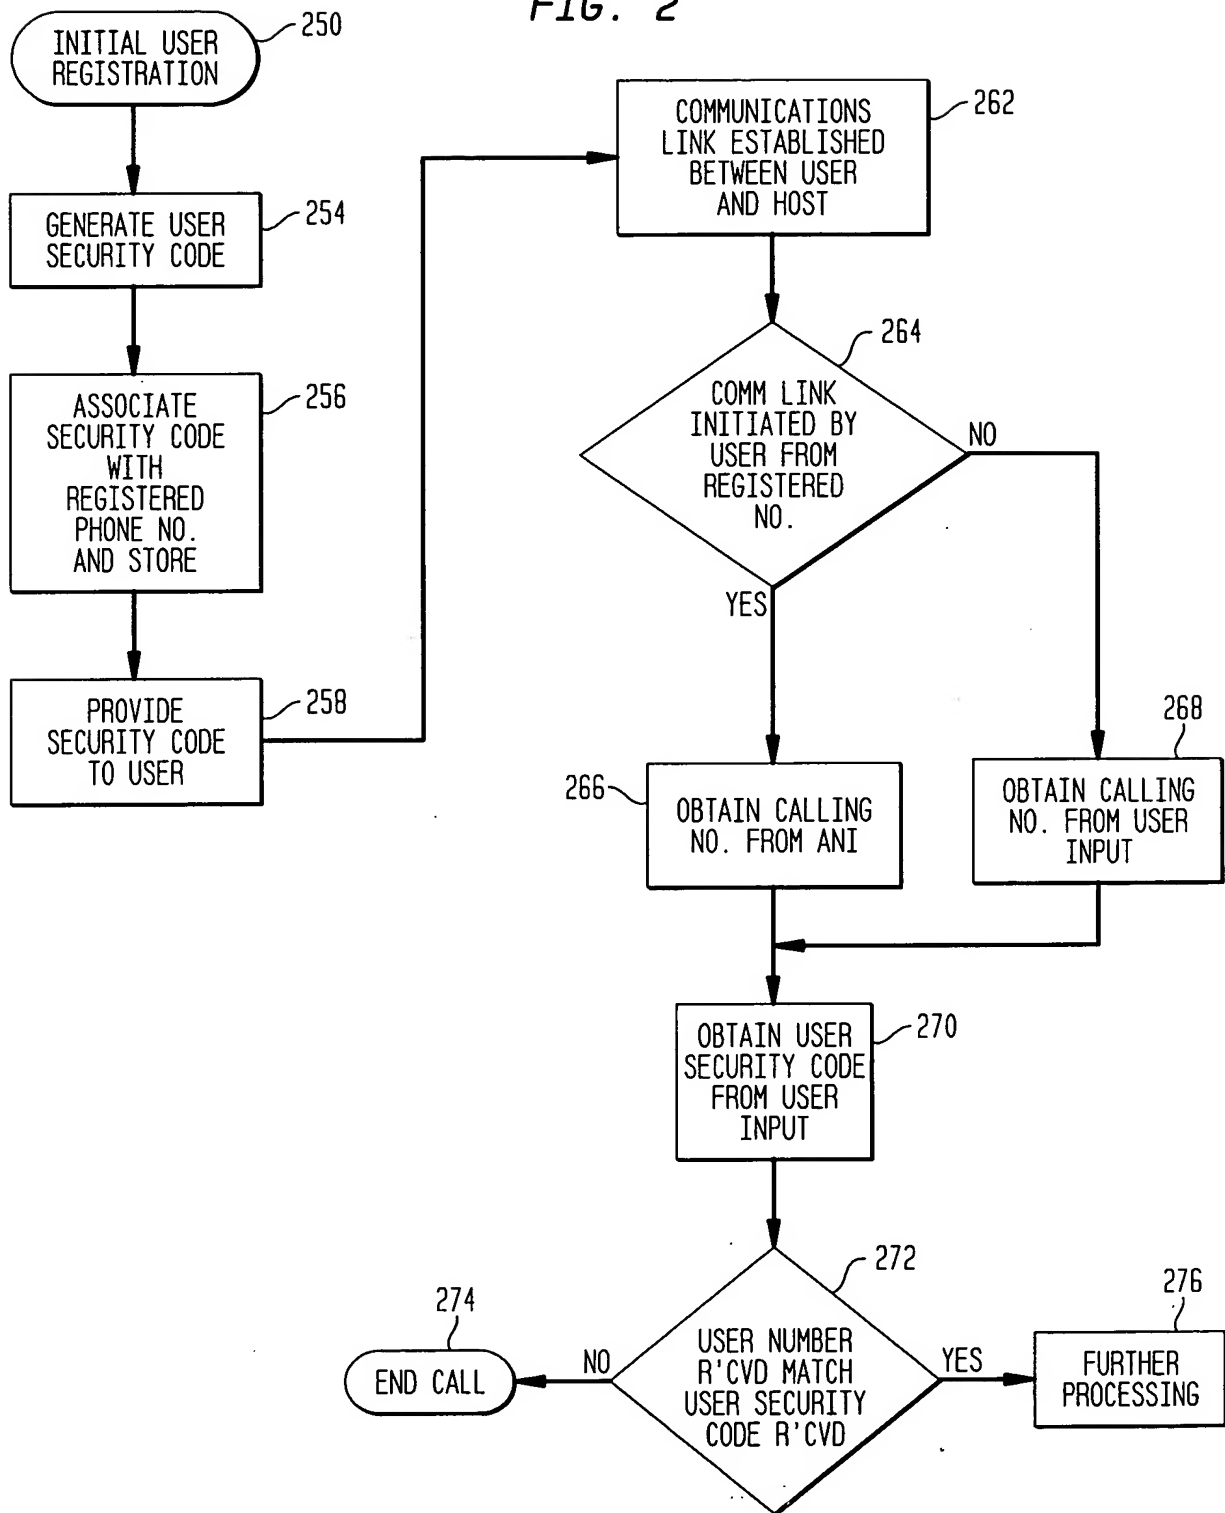 FIG. 2
INITIAL USER
REGISTRATION
250
GENERATE USER
SECURITY CODE
254
ASSOCIATE
SECURITY CODE
WITH
REGISTERED
PHONE NO.
AND STORE
256
PROVIDE
SECURITY CODE
TO USER
258
COMMUNICATIONS
LINK ESTABLISHED
BETWEEN USER
AND HOST
262
COMM LINK
INITIATED BY
USER FROM
REGISTERED
NO.
264
NO
YES
OBTAIN CALLING
NO. FROM ANI
266
OBTAIN CALLING
NO. FROM USER
INPUT
268
OBTAIN USER
SECURITY CODE
FROM USER
INPUT
270
USER NUMBER
R'CVD MATCH
USER SECURITY
CODE R'CVD
272
NO
END CALL
274
YES
FURTHER
PROCESSING
276